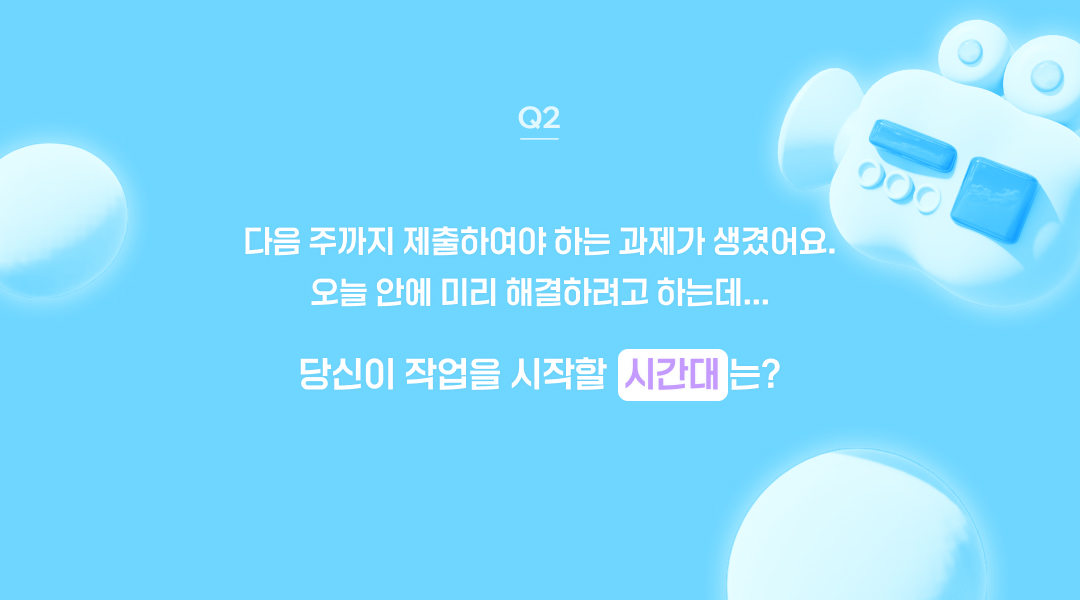 Q2
다음 주까지 제출하여야 하는 과제가 생겼어요.
오늘 안에 미리 해결하려고 하는데...
당신이 작업을 시작할 시간대는?